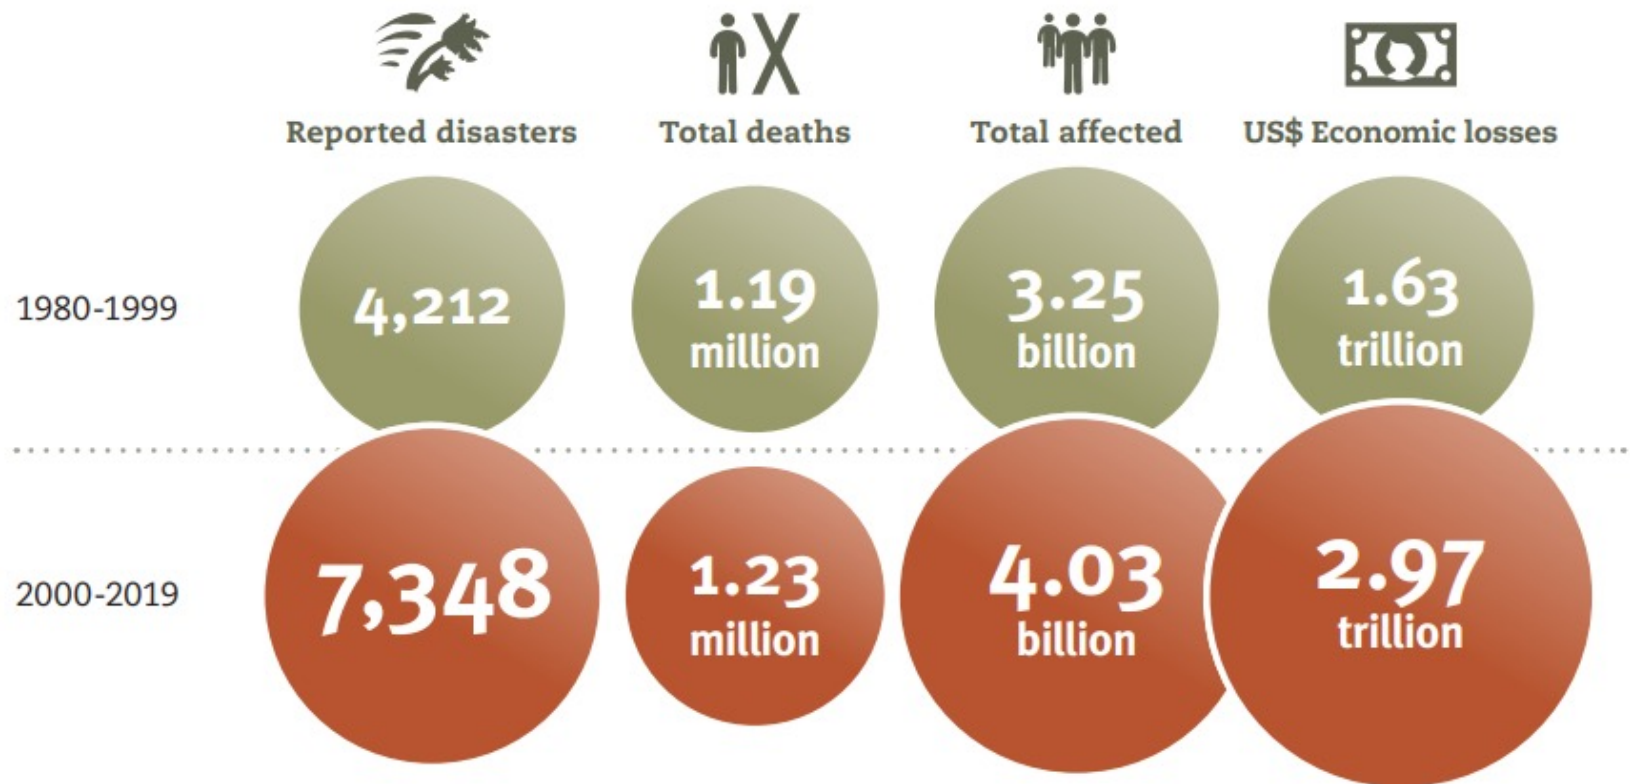 Reported disasters
Total deaths
Total affected
US$ Economic losses
1980-1999
4,212
1.19
million
3.25
billion
1.63
trillion
2000-2019
7,348
1.23
million
4.03
billion
2.97
trillion